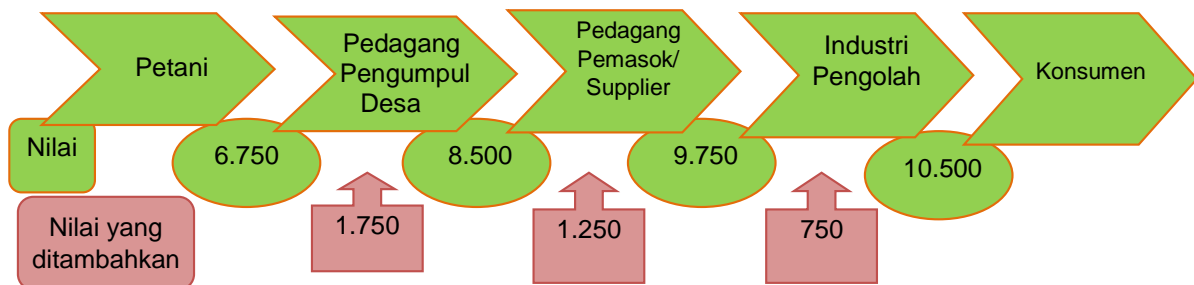 Petani
Pedagang
Pengumpul
Desa
Pedagang
Pemasok/
Supplier
Industri
Pengolah
Konsumen
Nilai
6.750
8.500
9.750
10.500
Nilai yang
ditambahkan
1.750
1.250
750